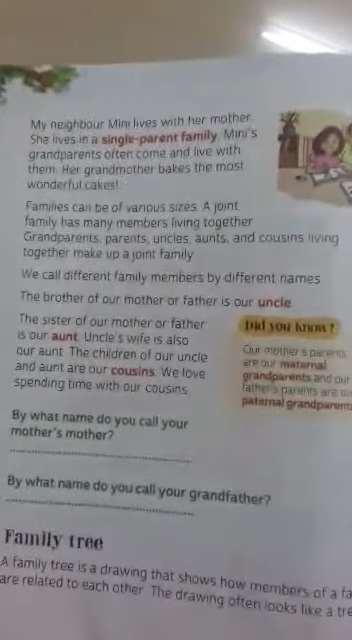 My neighbour Mini lives with her mother.
She lives in a single-parent family. Mini's
grandparents often come and live with
them. Her grandmother bakes the most
wonderful cakes!
Families can be of various sizes. A joint
family has many members living together.
Grandparents, parents, uncles, aunts, and cousins living
together make up a joint family.
We call different family members by different names.
The brother of our mother or father is our uncle.
The sister of our mother or father
is our aunt. Uncle's wife is also
our aunt. The children of our uncle
and aunt are our cousins. We love
spending time with our cousins.
Did you know?
Our mother's parents
are our maternal
grandparents and our
father's parents are our
paternal grandparents
By what name do you call your
mother's mother?
By what name do you call your grandfather?
Family tree
A family tree is a drawing that shows how members of a fa
are related to each other. The drawing often looks like a tre